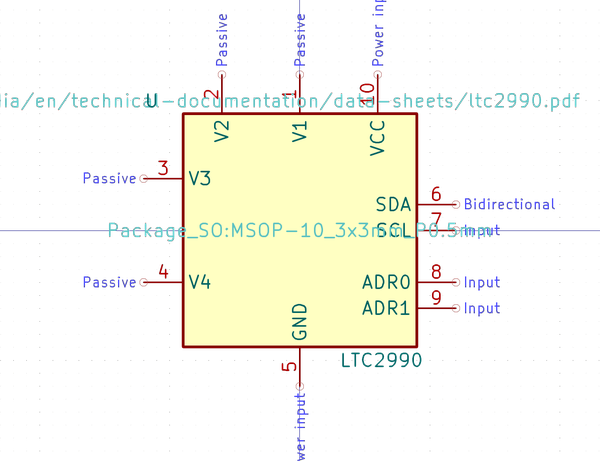 Passive
Passive
Power inp
2
1
10
dia/en/technical-documentation/data-sheets/ltc2990.pdf
U
V2
V1
VCC
Passive 3 V3
SDA 6 Bidirectional
Package_SO:MSOP-10_3x3mm_P0.5mm
SCL 7 Input
Passive 4 V4
ADR0 8 Input
ADR1 9 Input
GND
LTC2990
5
wer input